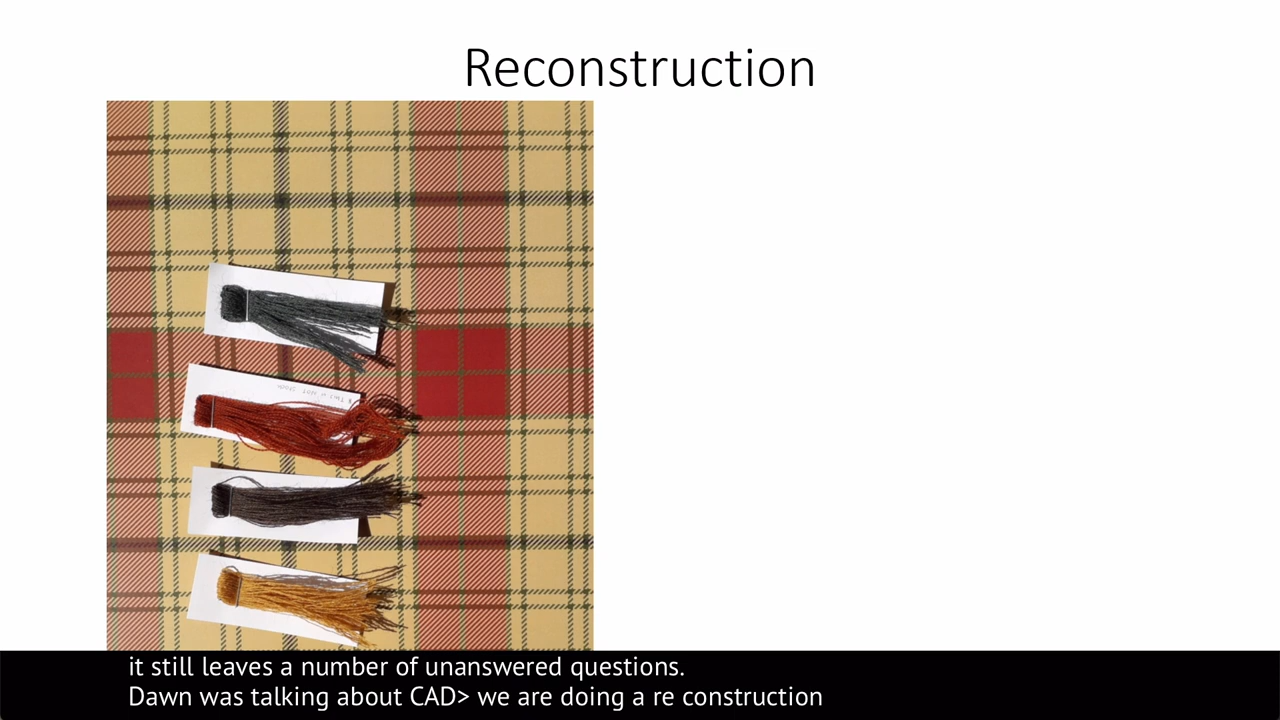 Reconstruction
it still leaves a number of unanswered questions.
Dawn was talking about CAD> we are doing a re construction